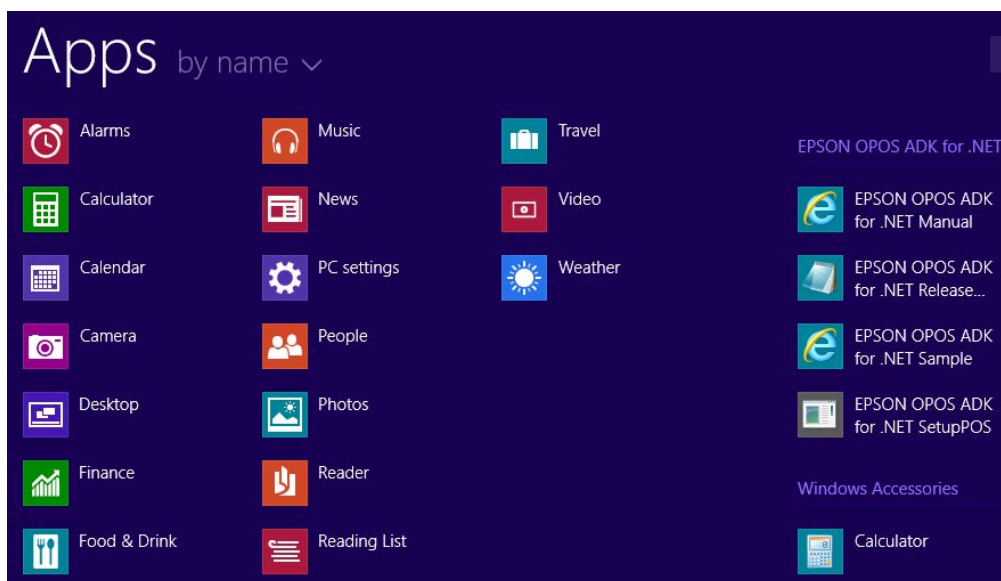 Apps by name
Alarms
Calculator
Calendar
Camera
Desktop
Finance
Food & Drink
Music
News
PC settings
People
Photos
Reader
Reading List
Travel
Video
Weather
EPSON OPOS ADK for .NET
EPSON OPOS ADK
for .NET Manual
EPSON OPOS ADK
for .NET Release...
EPSON OPOS ADK
for .NET Sample
EPSON OPOS ADK
for .NET SetupPOS
Windows Accessories
Calculator